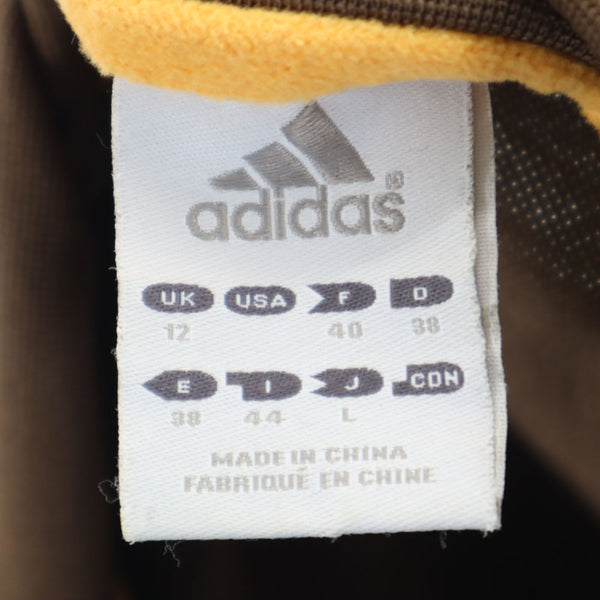 adidas®
UK USA F D
12 40 38
E I J CDN
38 44 L
MADE IN CHINA
FABRIQUÉ EN CHINE